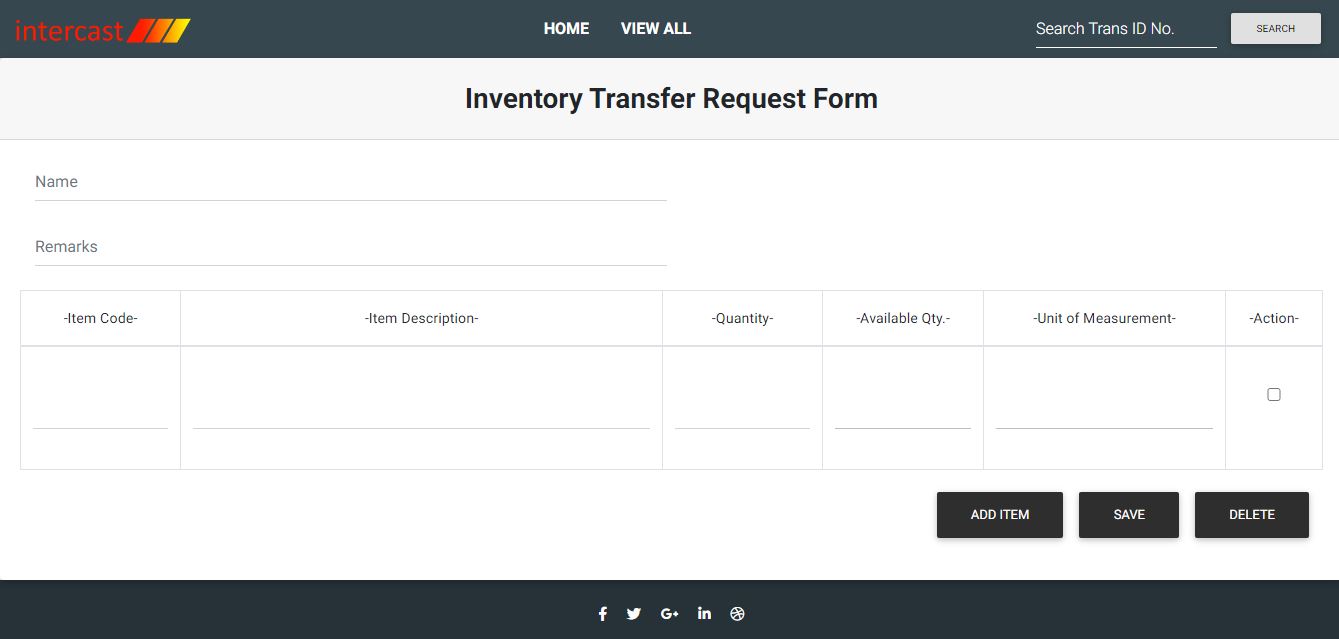 intercast HOME VIEW ALL Search Trans ID No. SEARCH
Inventory Transfer Request Form
Name
Remarks
-Item Code- -Item Description- -Quantity- -Available Qty.- -Unit of Measurement- -Action-
ADD ITEM SAVE DELETE